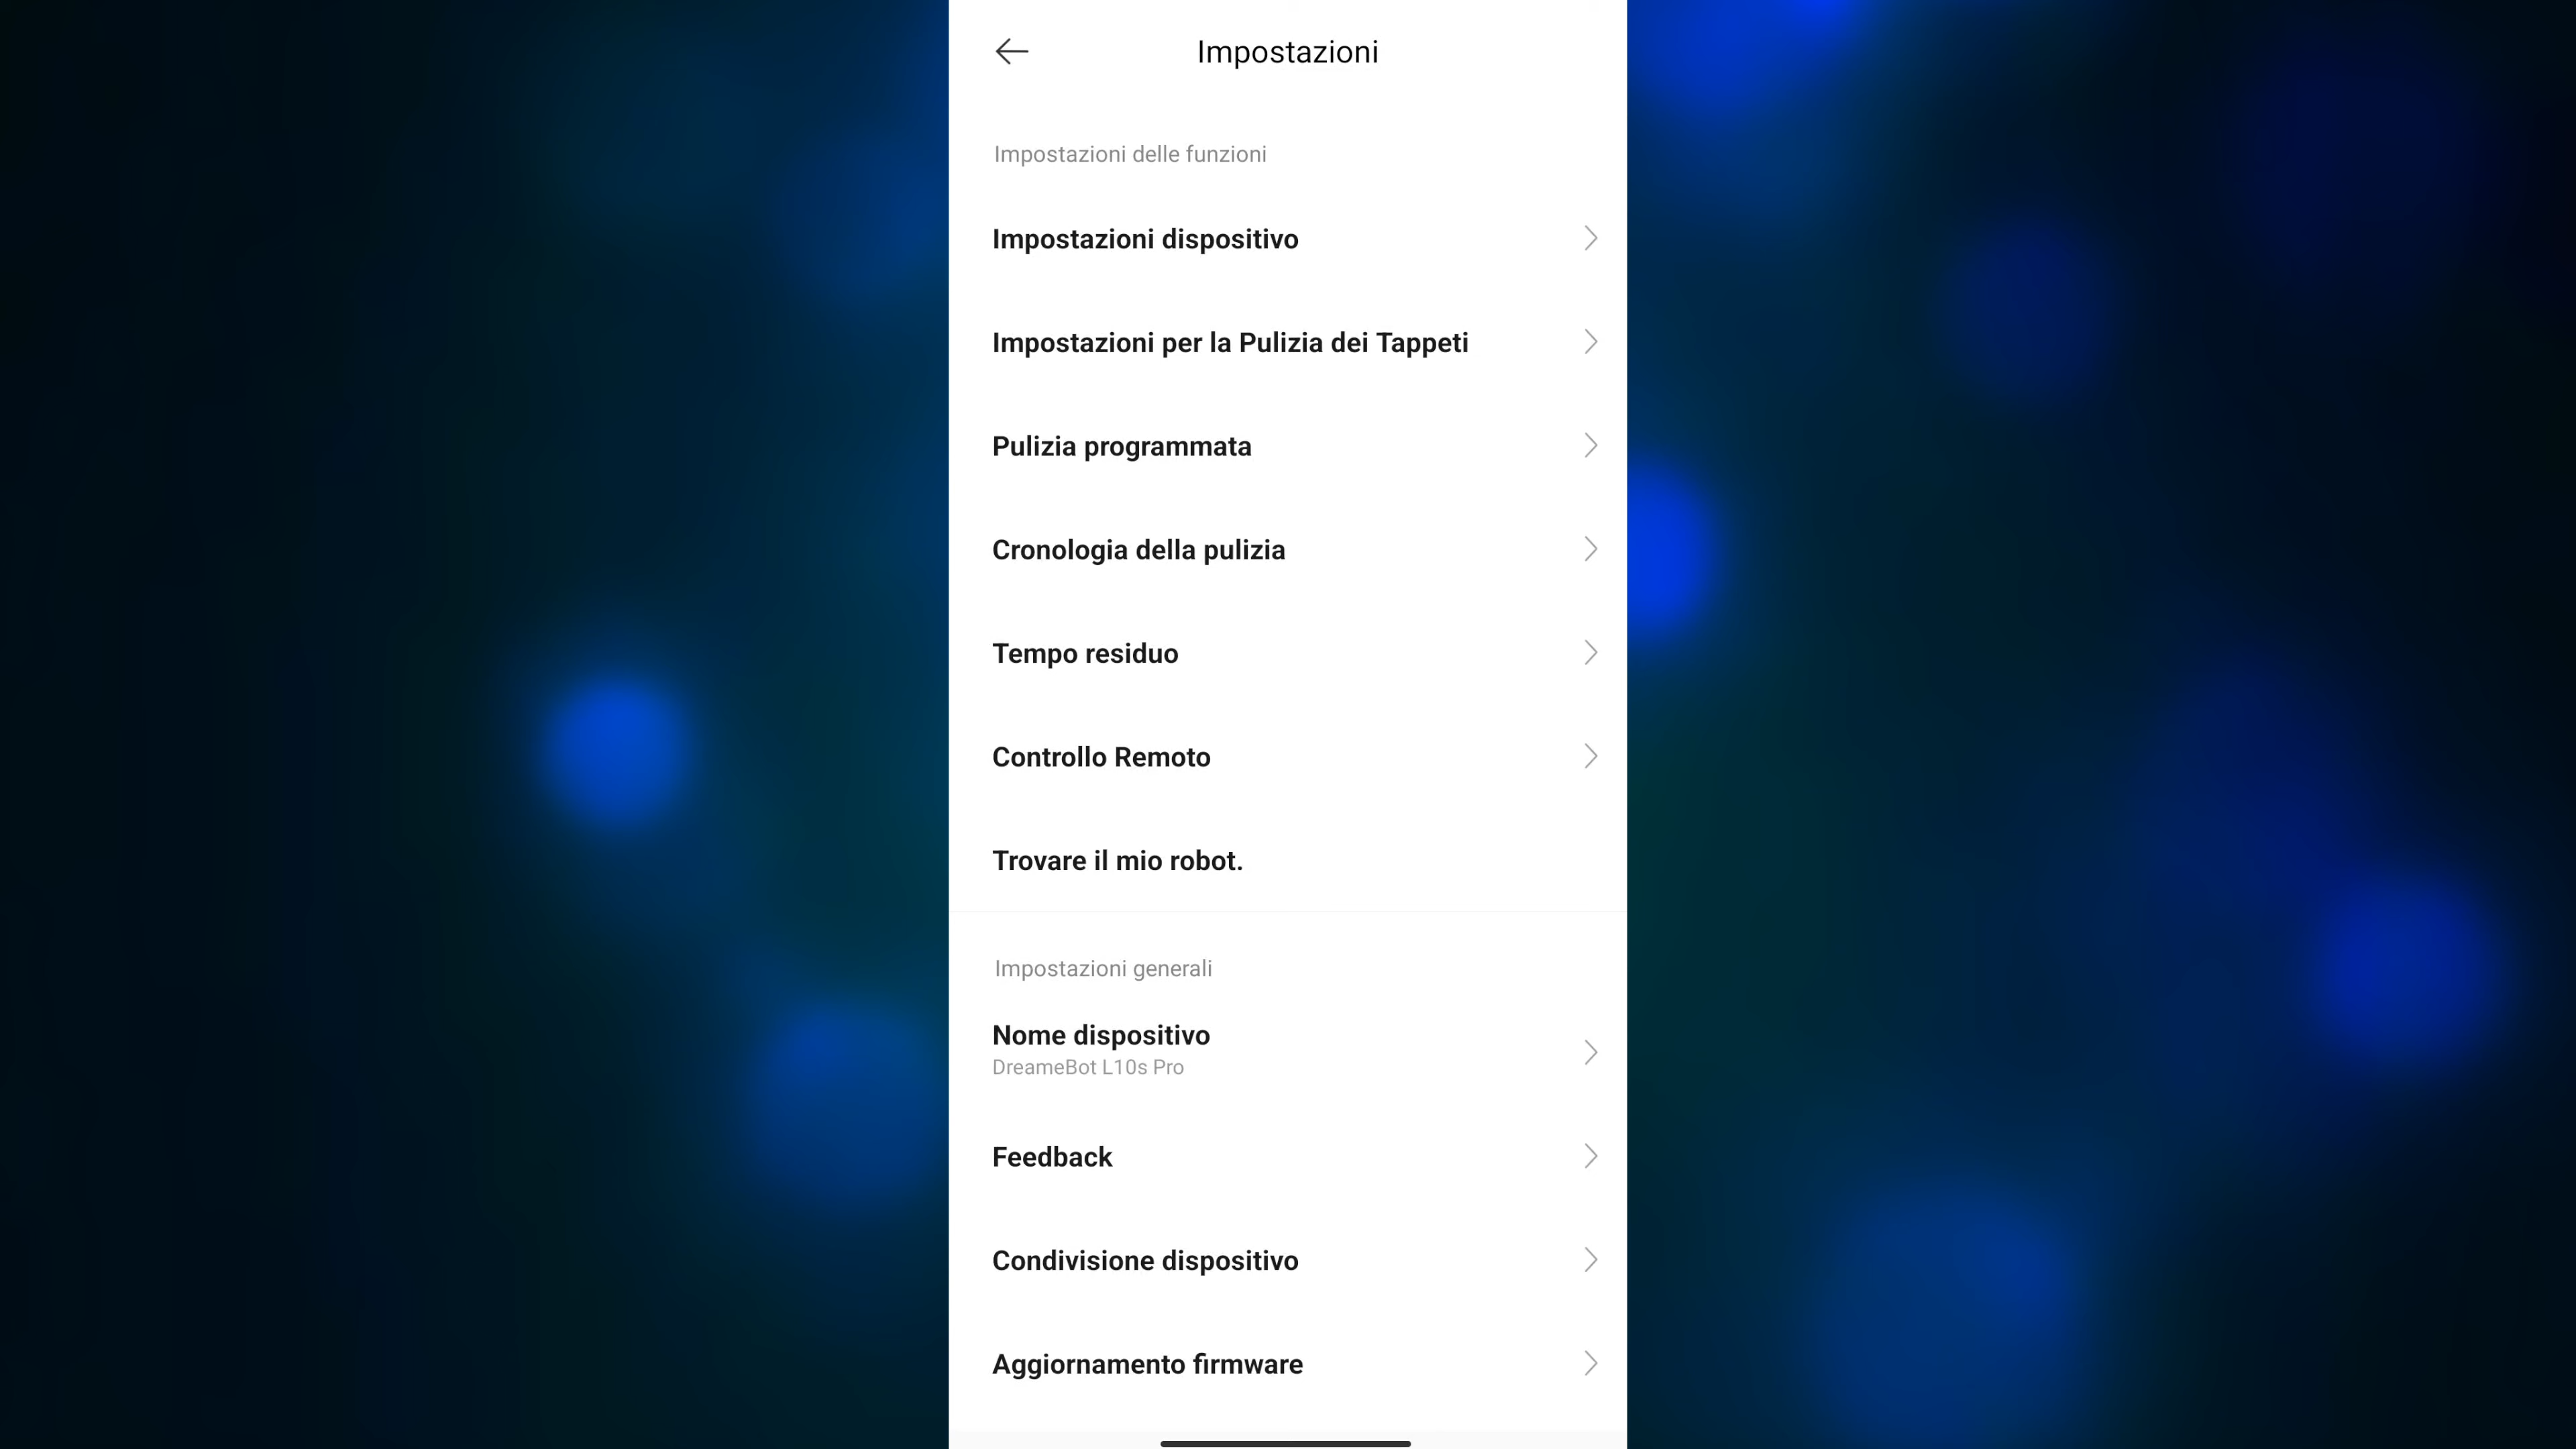 Impostazioni
Impostazioni delle funzioni
Impostazioni dispositivo
Impostazioni per la Pulizia dei Tappeti
Pulizia programmata
Cronologia della pulizia
Tempo residuo
Controllo Remoto
Trovare il mio robot.
Impostazioni generali
Nome dispositivo
DreameBot L10s Pro
Feedback
Condivisione dispositivo
Aggiornamento firmware